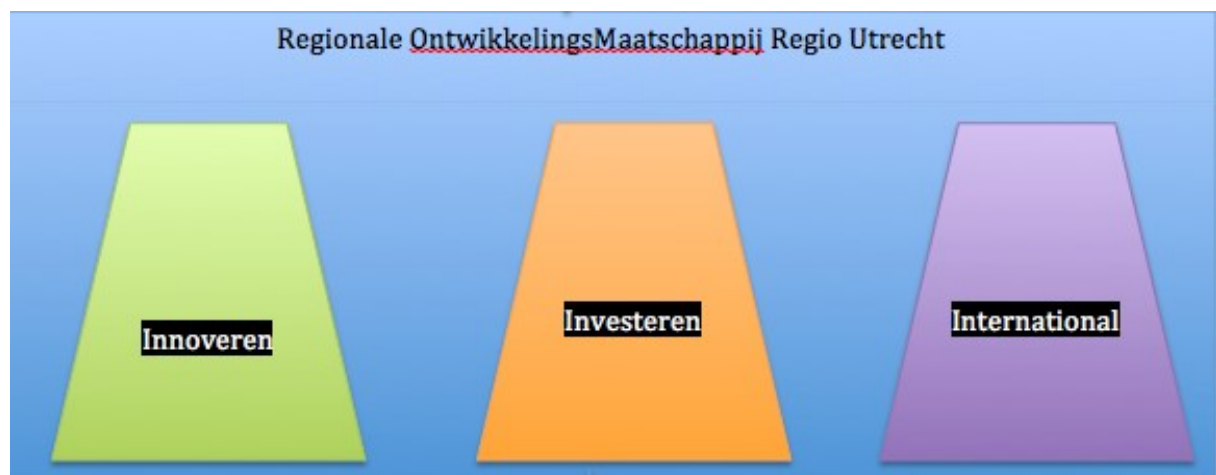 Regionale OntwikkelingsMaatschappij Regio Utrecht
Innoveren
Investeren
International